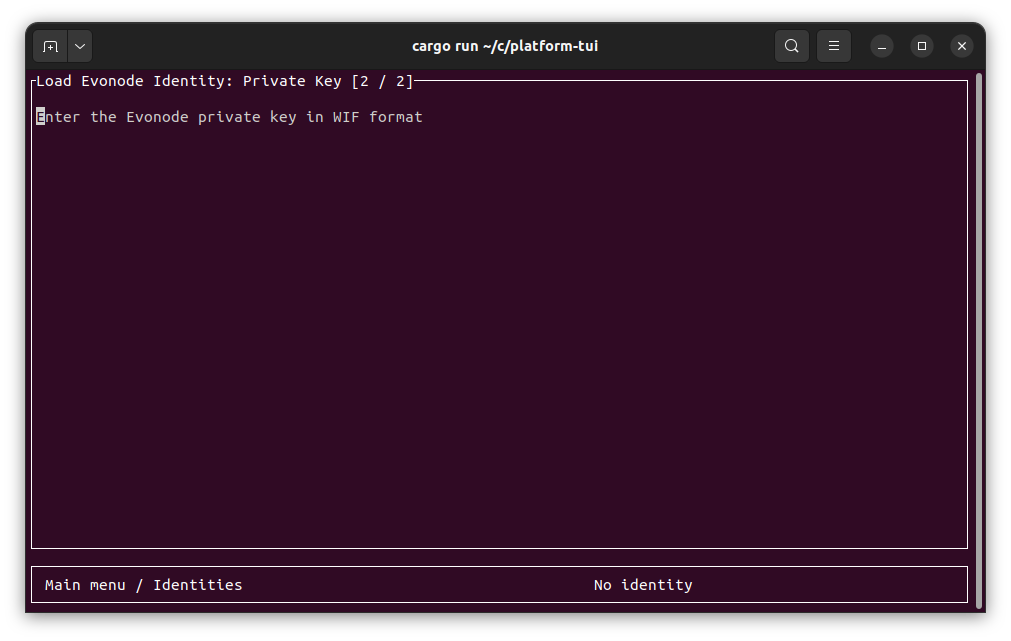 cargo run ~/c/platform-tui
Load Evonode Identity: Private Key [2 / 2]
Enter the Evonode private key in WIF format
Main menu / Identities No identity